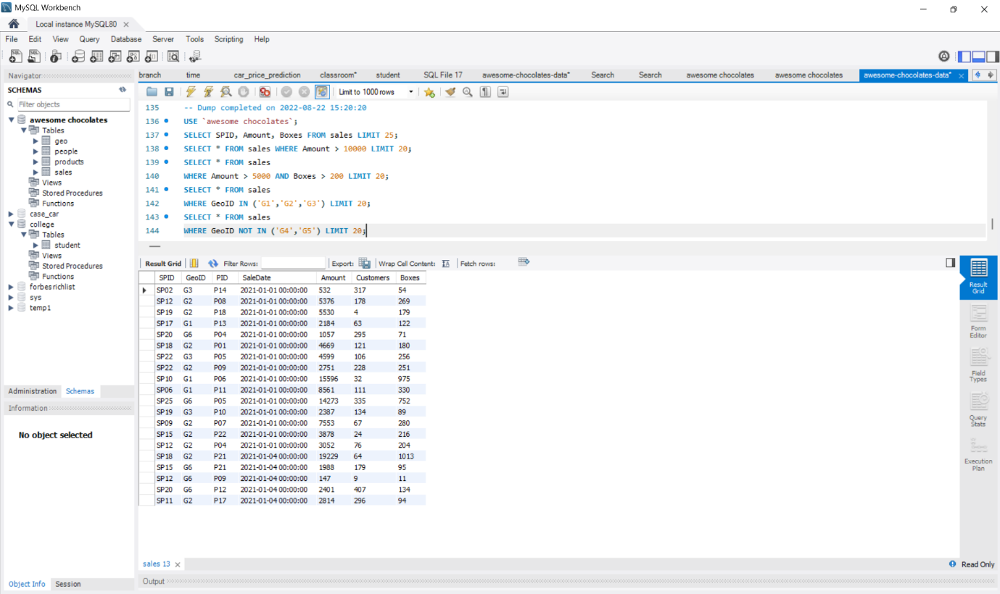 MySQL Workbench
Local instance MySQL80
File Edit View Query Database Server Tools Scripting Help
Navigator
SCHEMAS
Filter objects
awesome chocolates
Tables
geo
people
products
sales
Views
Stored Procedures
Functions
case_car
college
Tables
student
Views
Stored Procedures
Functions
forbesrichlist
sys
temp1
Administration Schemas
Information
No object selected
Object Info Session
branch time car_price_prediction classroom* student SQL File 17 awesome-chocolates-data* Search Search awesome chocolates awesome chocolates awesome-chocolates-data*
Limit to 1000 rows
135 -- Dump completed on 2022-08-22 15:20:20
136 USE `awesome chocolates`;
137 SELECT SPID, Amount, Boxes FROM sales LIMIT 25;
138 SELECT * FROM sales WHERE Amount > 10000 LIMIT 20;
139 SELECT * FROM sales
140 WHERE Amount > 5000 AND Boxes > 200 LIMIT 20;
141 SELECT * FROM sales
142 WHERE GeoID IN ('G1','G2','G3') LIMIT 20;
143 SELECT * FROM sales
144 WHERE GeoID NOT IN ('G4','G5') LIMIT 20;
Result Grid Filter Rows: Export: Wrap Cell Content: Fetch rows:
SPID GeoID PID SaleDate Amount Customers Boxes
SP02 G3 P14 2021-01-01 00:00:00 532 317 54
SP12 G2 P08 2021-01-01 00:00:00 5376 178 269
SP19 G2 P18 2021-01-01 00:00:00 5530 4 179
SP17 G1 P13 2021-01-01 00:00:00 2184 63 122
SP20 G6 P04 2021-01-01 00:00:00 1057 295 71
SP18 G2 P01 2021-01-01 00:00:00 4669 121 180
SP22 G3 P05 2021-01-01 00:00:00 4599 106 256
SP22 G2 P09 2021-01-01 00:00:00 2751 228 251
SP10 G1 P06 2021-01-01 00:00:00 15596 32 975
SP06 G1 P11 2021-01-01 00:00:00 8561 111 330
SP25 G6 P05 2021-01-01 00:00:00 14273 335 752
SP19 G3 P10 2021-01-01 00:00:00 2387 134 89
SP09 G2 P07 2021-01-01 00:00:00 7553 67 280
SP15 G2 P22 2021-01-01 00:00:00 3878 24 216
SP12 G2 P04 2021-01-01 00:00:00 3052 76 204
SP18 G2 P21 2021-01-04 00:00:00 19229 64 1013
SP15 G6 P21 2021-01-04 00:00:00 1988 179 95
SP12 G6 P09 2021-01-04 00:00:00 147 9 11
SP20 G6 P12 2021-01-04 00:00:00 2401 407 134
SP11 G2 P17 2021-01-04 00:00:00 2814 296 94
Result
Grid
Form
Editor
Field
Types
Query
Stats
Execution
Plan
sales 13
Read Only
Output